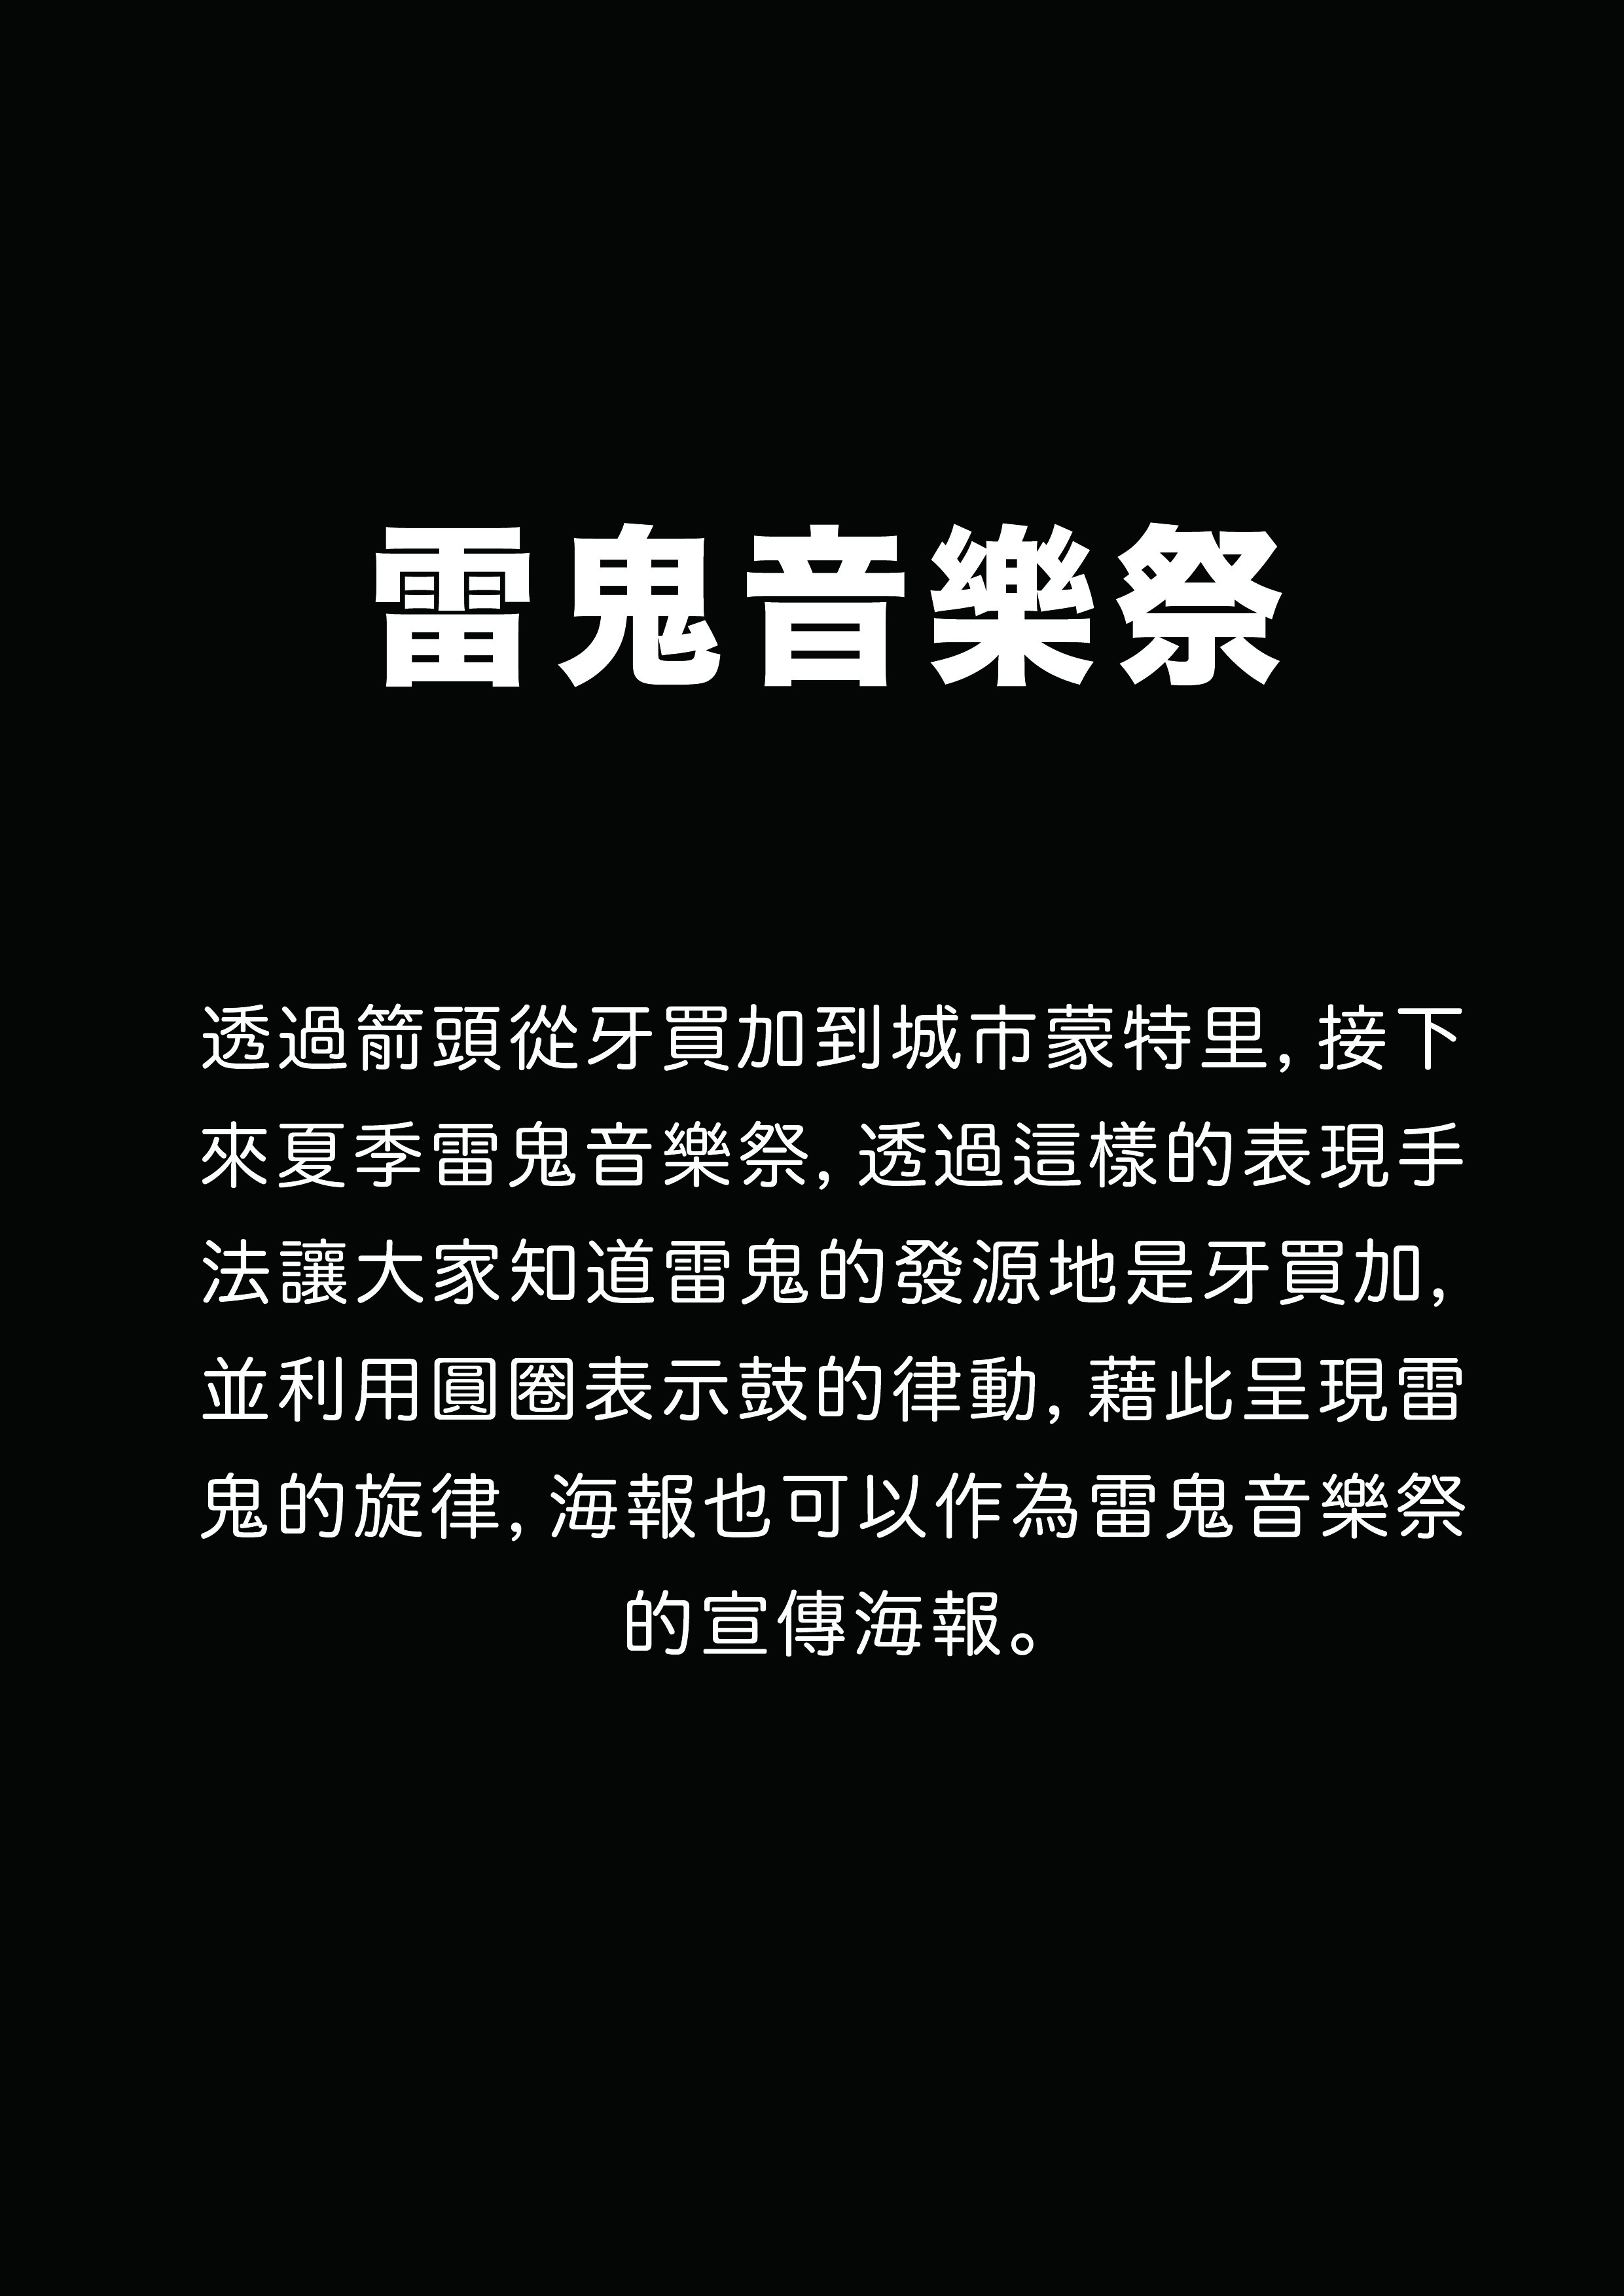 雷鬼音樂祭
透過箭頭從牙買加到城市蒙特里，接下
來夏季雷鬼音樂祭，透過這樣的表現手
法讓大家知道雷鬼的發源地是牙買加，
並利用圓圈表示鼓的律動，藉此呈現雷
鬼的旋律，海報也可以作為雷鬼音樂祭
的宣傳海報。